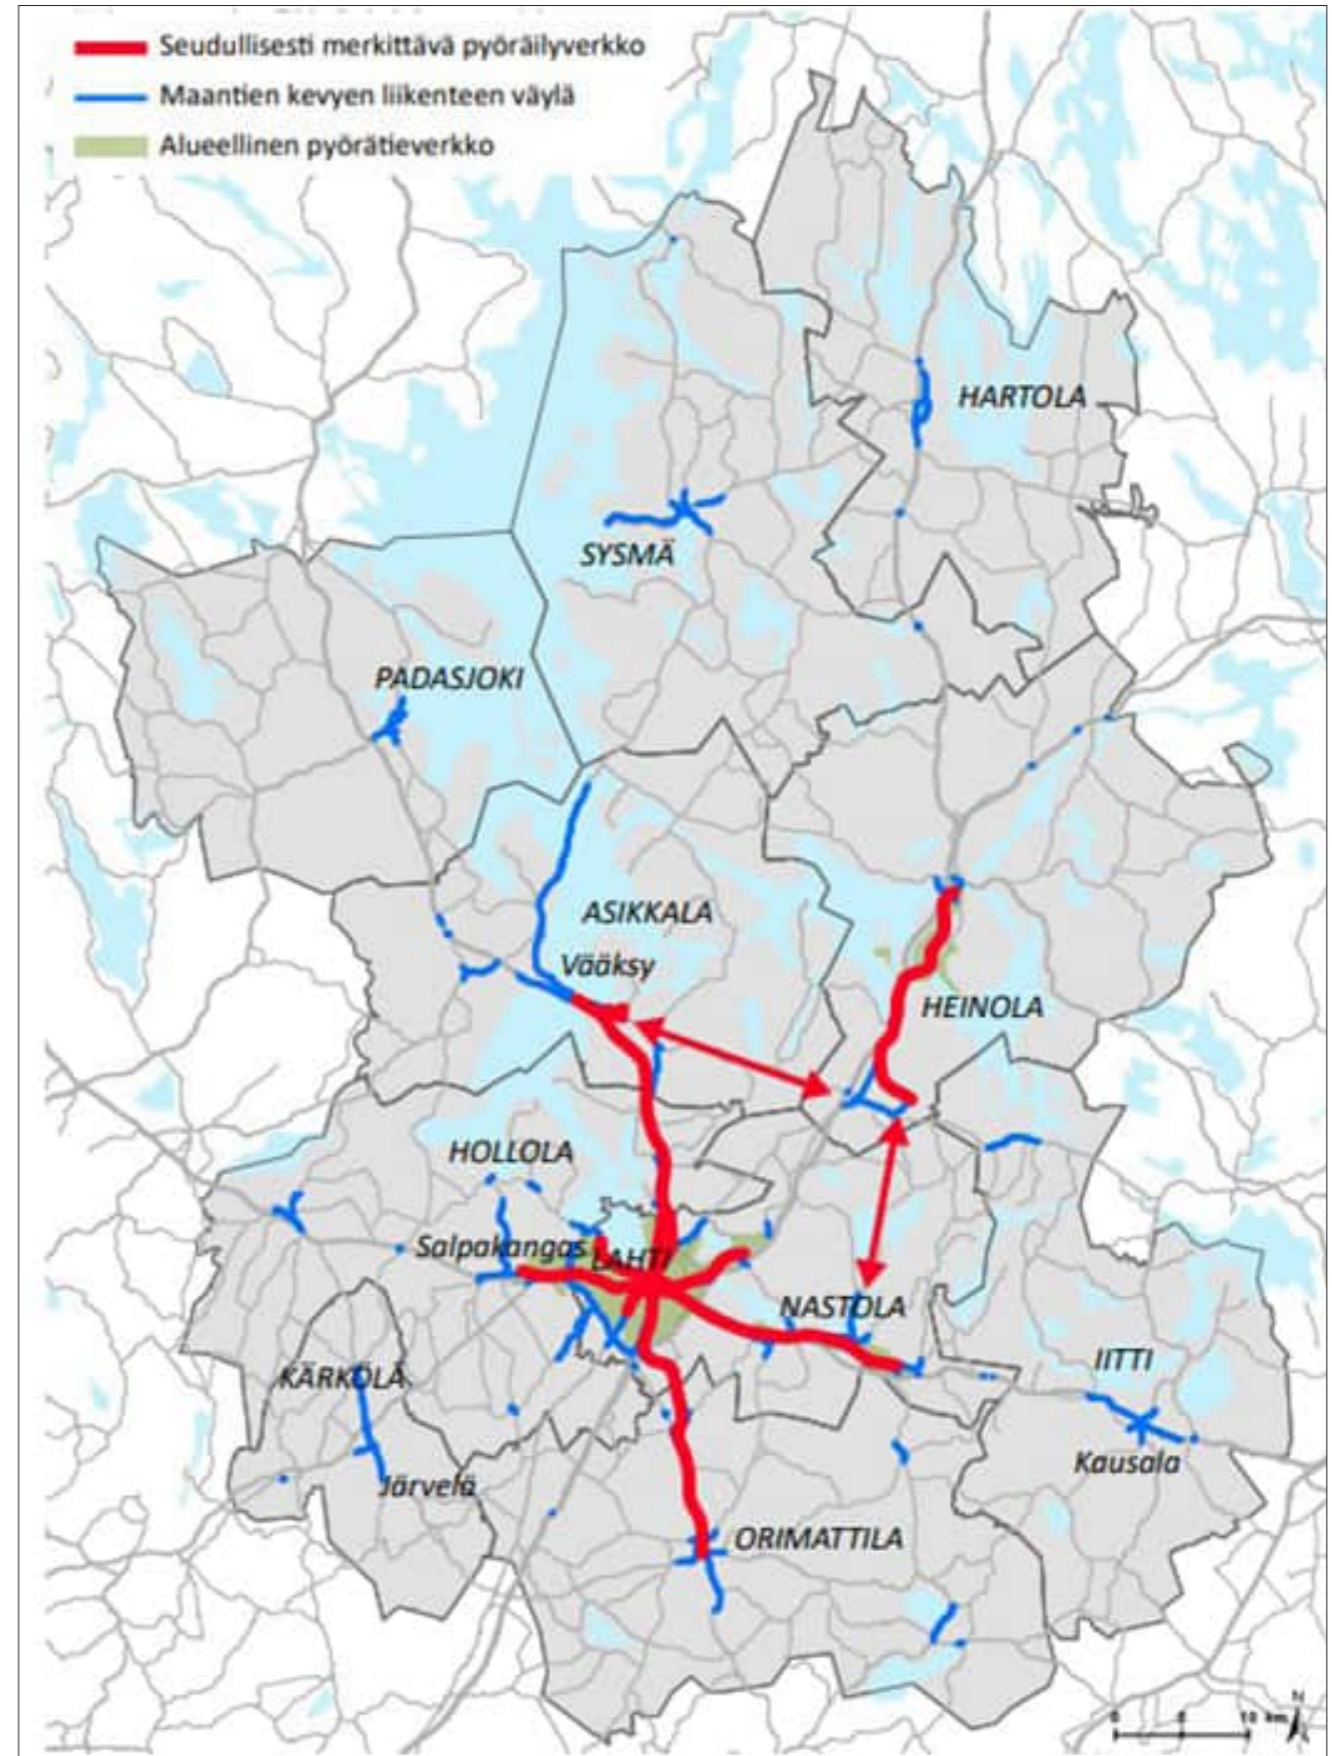 Seudullisesti merkittävä pyöräilyverkko
Maantien kevyen liikenteen väylä
Alueellinen pyörätieverkko
HARTOLA
SYSMÄ
PADASJOKI
ASIKKALA
Vääksy
HEINOLA
HOLLOLA
Salpakangas
LAHTI
NASTOLA
IITTI
KÄRKÖLÄ
Kausala
Järvelä
ORIMATTILA
N
10 km